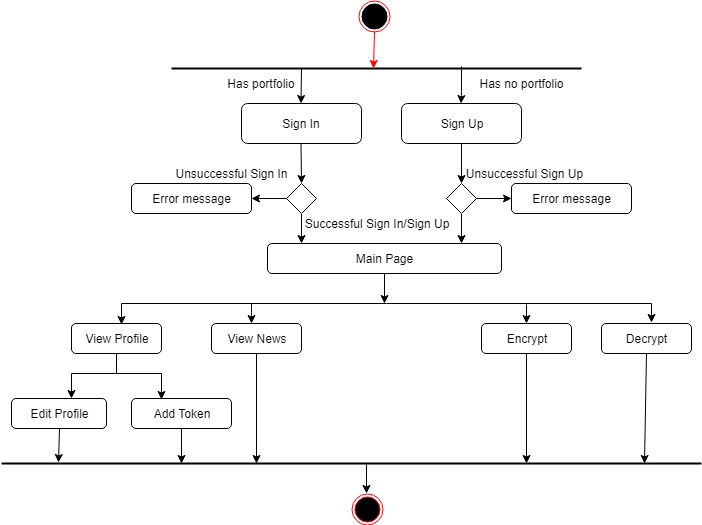 Has portfolio
Has no portfolio
Sign In
Sign Up
Unsuccessful Sign In
Unsuccessful Sign Up
Error message
Error message
Successful Sign In/Sign Up
Main Page
View Profile
View News
Encrypt
Decrypt
Edit Profile
Add Token